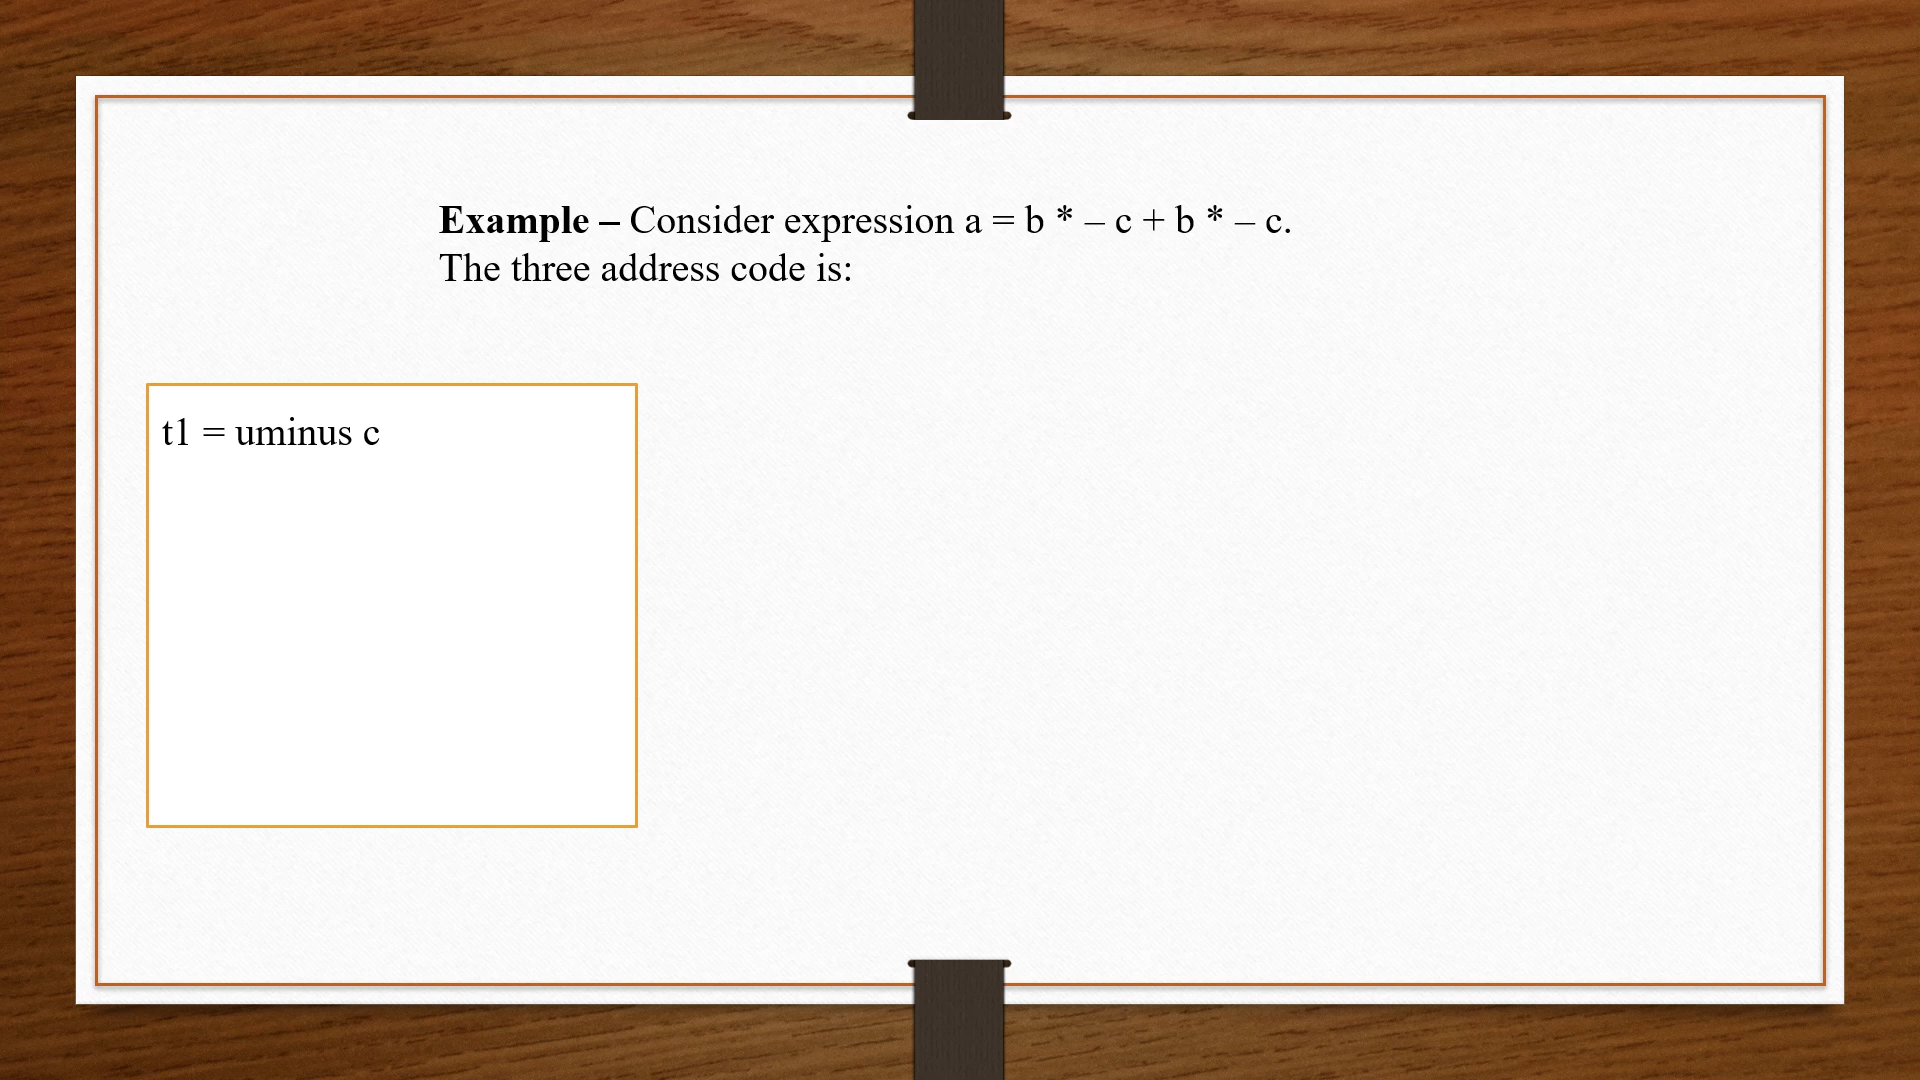 Example – Consider expression a = b * – c + b * – c.
The three address code is:
t1 = uminus c